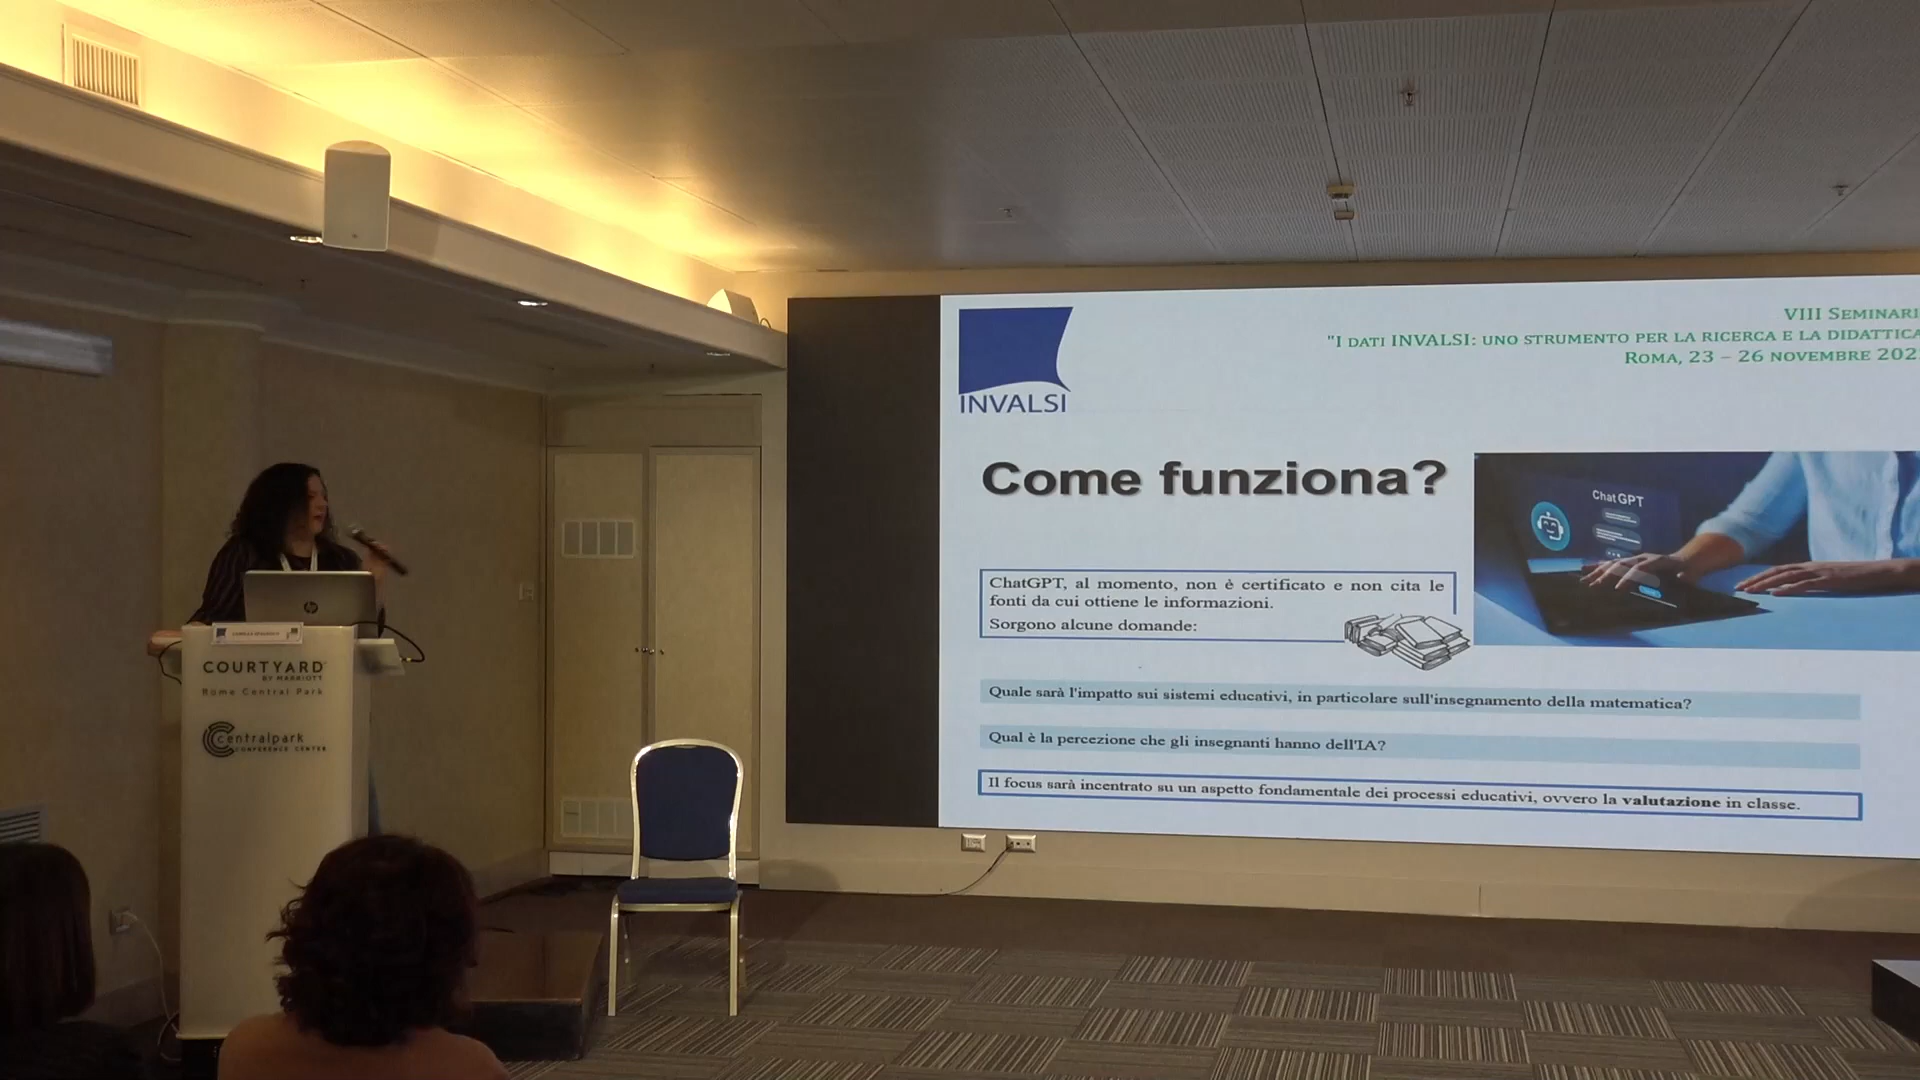 VIII SEMINARI
"I DATI INVALSI: UNO STRUMENTO PER LA RICERCA E LA DIDATTICA
ROMA, 23 – 26 NOVEMBRE 202
INVALSI
Come funziona?
Chat GPT
ChatGPT, al momento, non è certificato e non cita le
fonti da cui ottiene le informazioni.
Sorgono alcune domande:
Quale sarà l'impatto sui sistemi educativi, in particolare sull'insegnamento della matematica?
Qual è la percezione che gli insegnanti hanno dell'IA?
Il focus sarà incentrato su un aspetto fondamentale dei processi educativi, ovvero la valutazione in classe.
hp
COURTYARD
BY MARRIOTT
Rome Central Park
centralpark
CONFERENCE CENTER